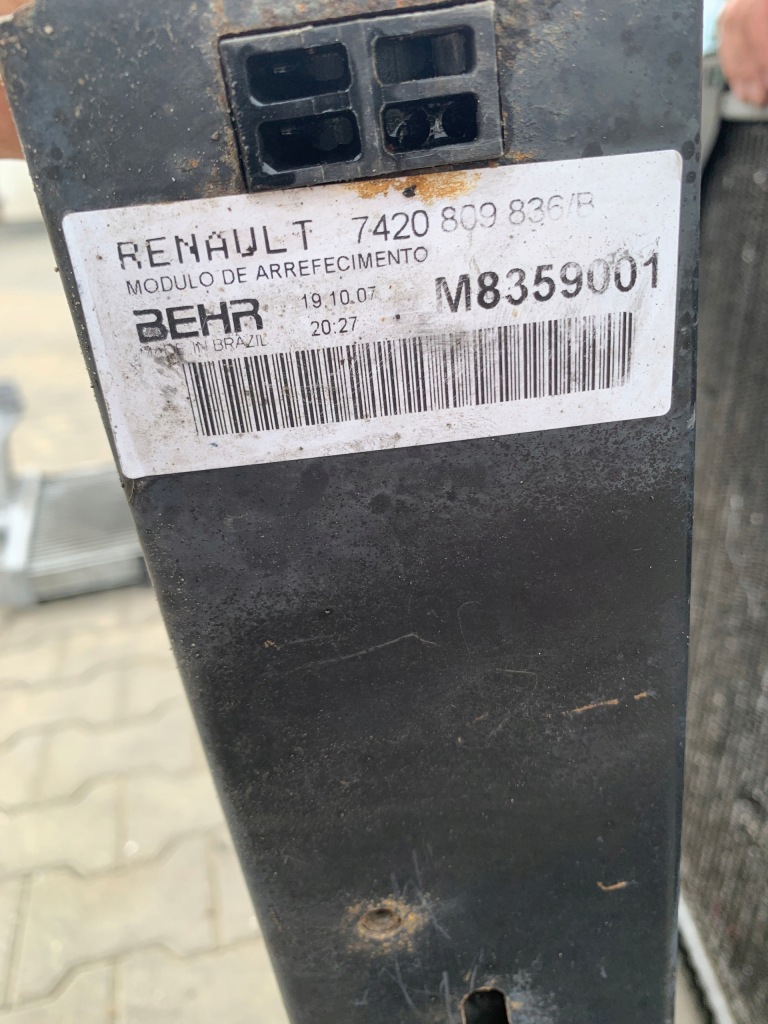 RENAULT 7420 809 836/B
MODULO DE ARREFECIMENTO
BEHR 19.10.07 M8359001
MADE IN BRAZIL 20:27